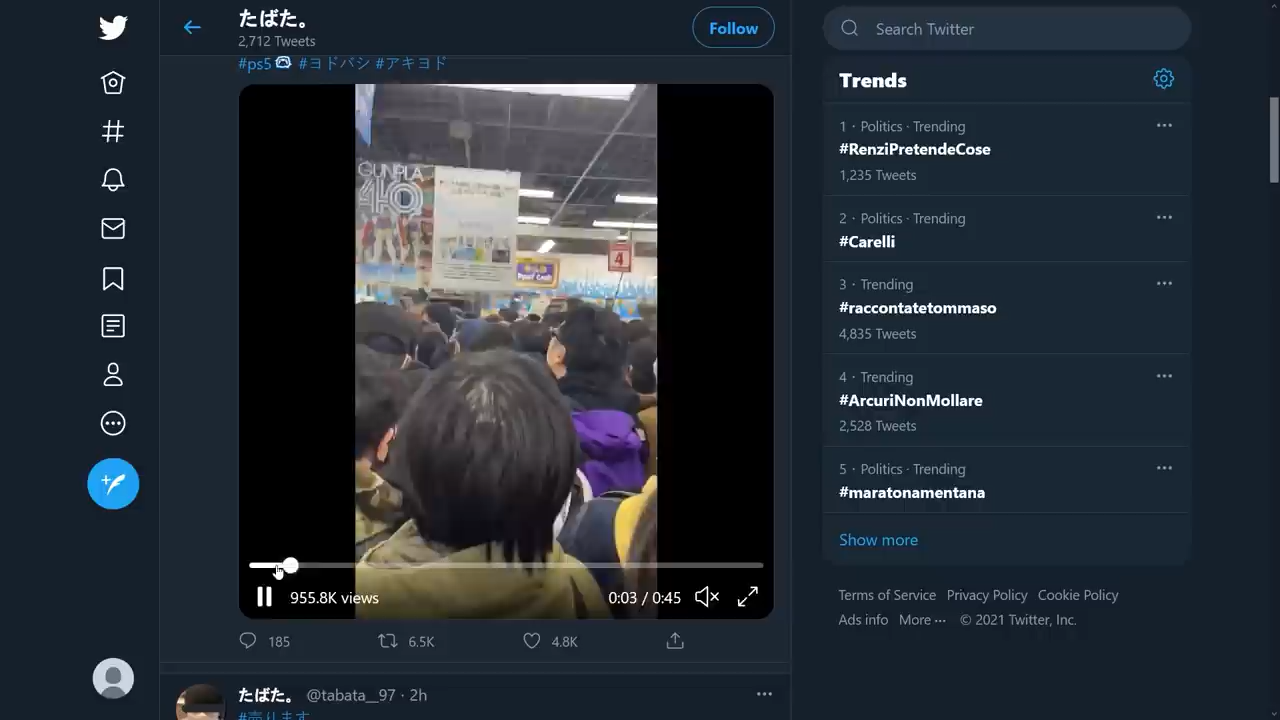 たばた。
2,712 Tweets
Follow
#ps5 #ヨドバシ #アキヨド
GUNPLA
40
4
955.8K views
0:03 / 0:45
185
6.5K
4.8K
たばた。 @tabata__97 · 2h
#売ります
Search Twitter
Trends
1 · Politics · Trending
#RenziPretendeCose
1,235 Tweets
2 · Politics · Trending
#Carelli
3 · Trending
#raccontatetommaso
4,835 Tweets
4 · Trending
#ArcuriNonMollare
2,528 Tweets
5 · Politics · Trending
#maratonamentana
Show more
Terms of Service Privacy Policy Cookie Policy
Ads info More ··· © 2021 Twitter, Inc.